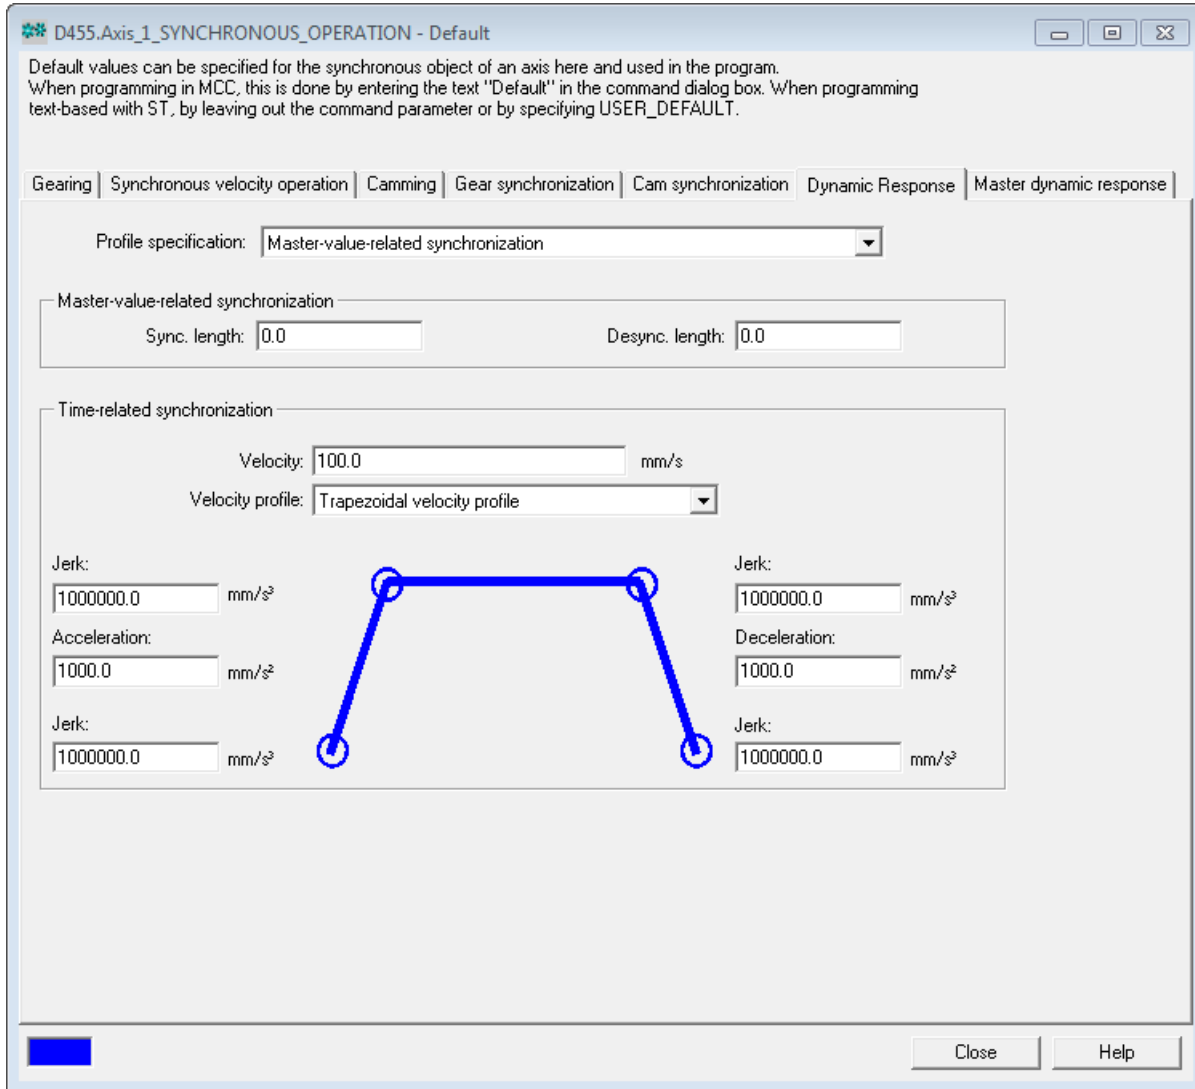 D455.Axis_1_SYNCHRONOUS_OPERATION - Default
Default values can be specified for the synchronous object of an axis here and used in the program.
When programming in MCC, this is done by entering the text "Default" in the command dialog box. When programming
text-based with ST, by leaving out the command parameter or by specifying USER_DEFAULT.
Gearing Synchronous velocity operation Camming Gear synchronization Cam synchronization Dynamic Response Master dynamic response
Profile specification: Master-value-related synchronization
Master-value-related synchronization
Sync. length: 0.0 Desync. length: 0.0
Time-related synchronization
Velocity: 100.0 mm/s
Velocity profile: Trapezoidal velocity profile
Jerk: Jerk:
1000000.0 mm/s³ 1000000.0 mm/s³
Acceleration: Deceleration:
1000.0 mm/s² 1000.0 mm/s²
Jerk: Jerk:
1000000.0 mm/s³ 1000000.0 mm/s³
Close Help